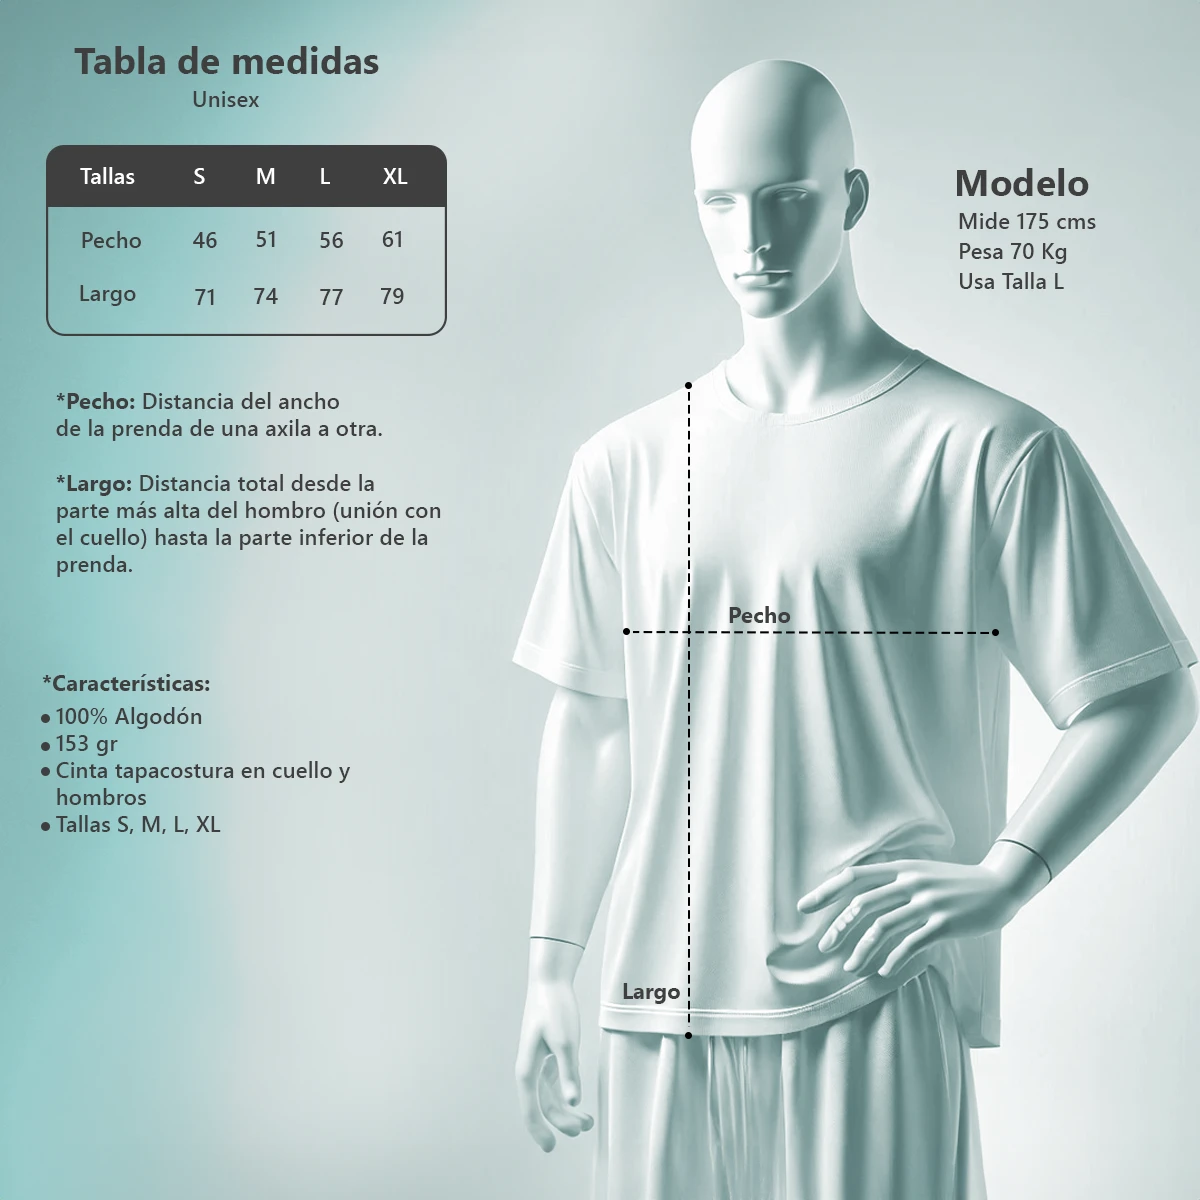 Tabla de medidas
Unisex
Tallas S M L XL
Pecho 46 51 56 61
Largo 71 74 77 79
*Pecho: Distancia del ancho
de la prenda de una axila a otra.
*Largo: Distancia total desde la
parte más alta del hombro (unión con
el cuello) hasta la parte inferior de la
prenda.
*Características:
• 100% Algodón
• 153 gr
• Cinta tapacostura en cuello y
hombros
• Tallas S, M, L, XL
Modelo
Mide 175 cms
Pesa 70 Kg
Usa Talla L
Pecho
Largo